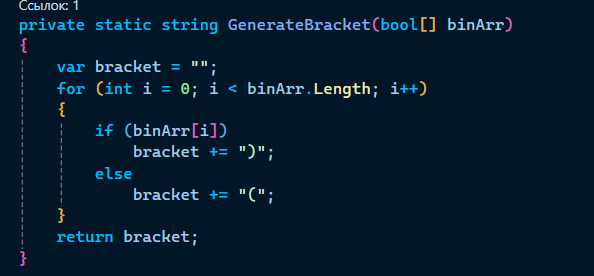 Ссылок: 1
private static string GenerateBracket(bool[] binArr)
{
    var bracket = "";
    for (int i = 0; i < binArr.Length; i++)
    {
        if (binArr[i])
            bracket += ")";
        else
            bracket += "(";
    }
    return bracket;
}